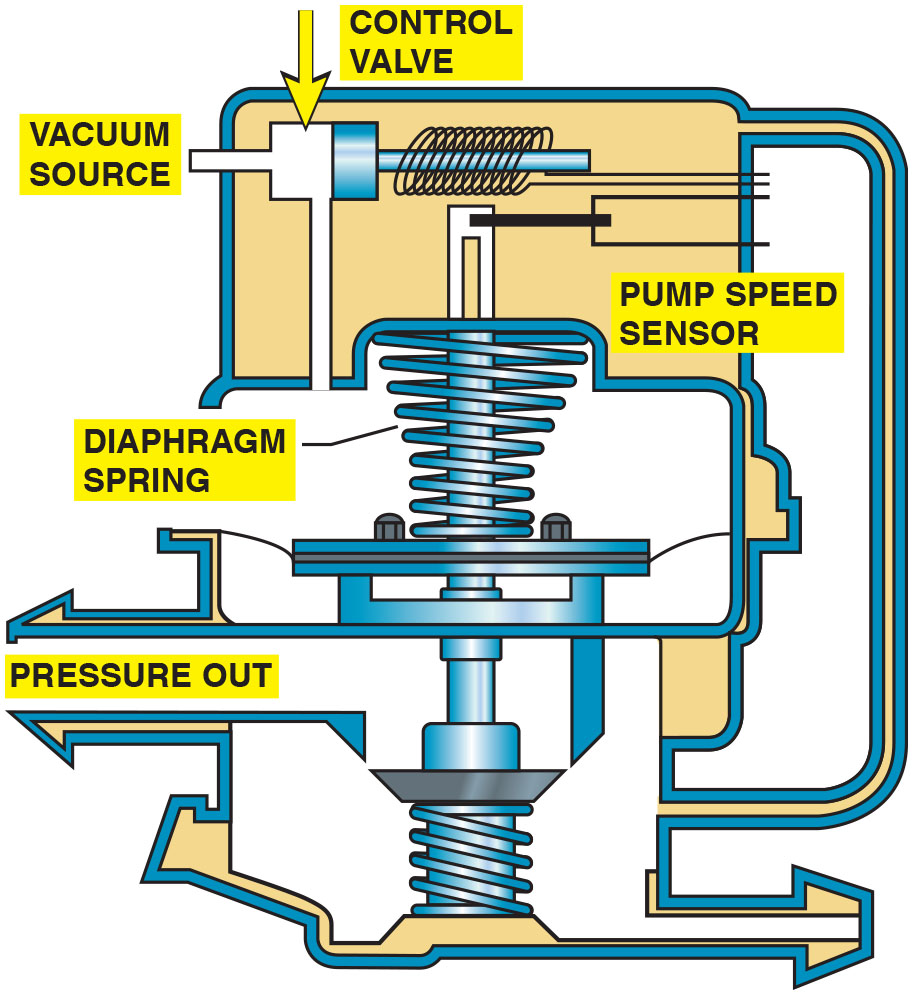 CONTROL
VALVE
VACUUM
SOURCE
PUMP SPEED
SENSOR
DIAPHRAGM
SPRING
PRESSURE OUT